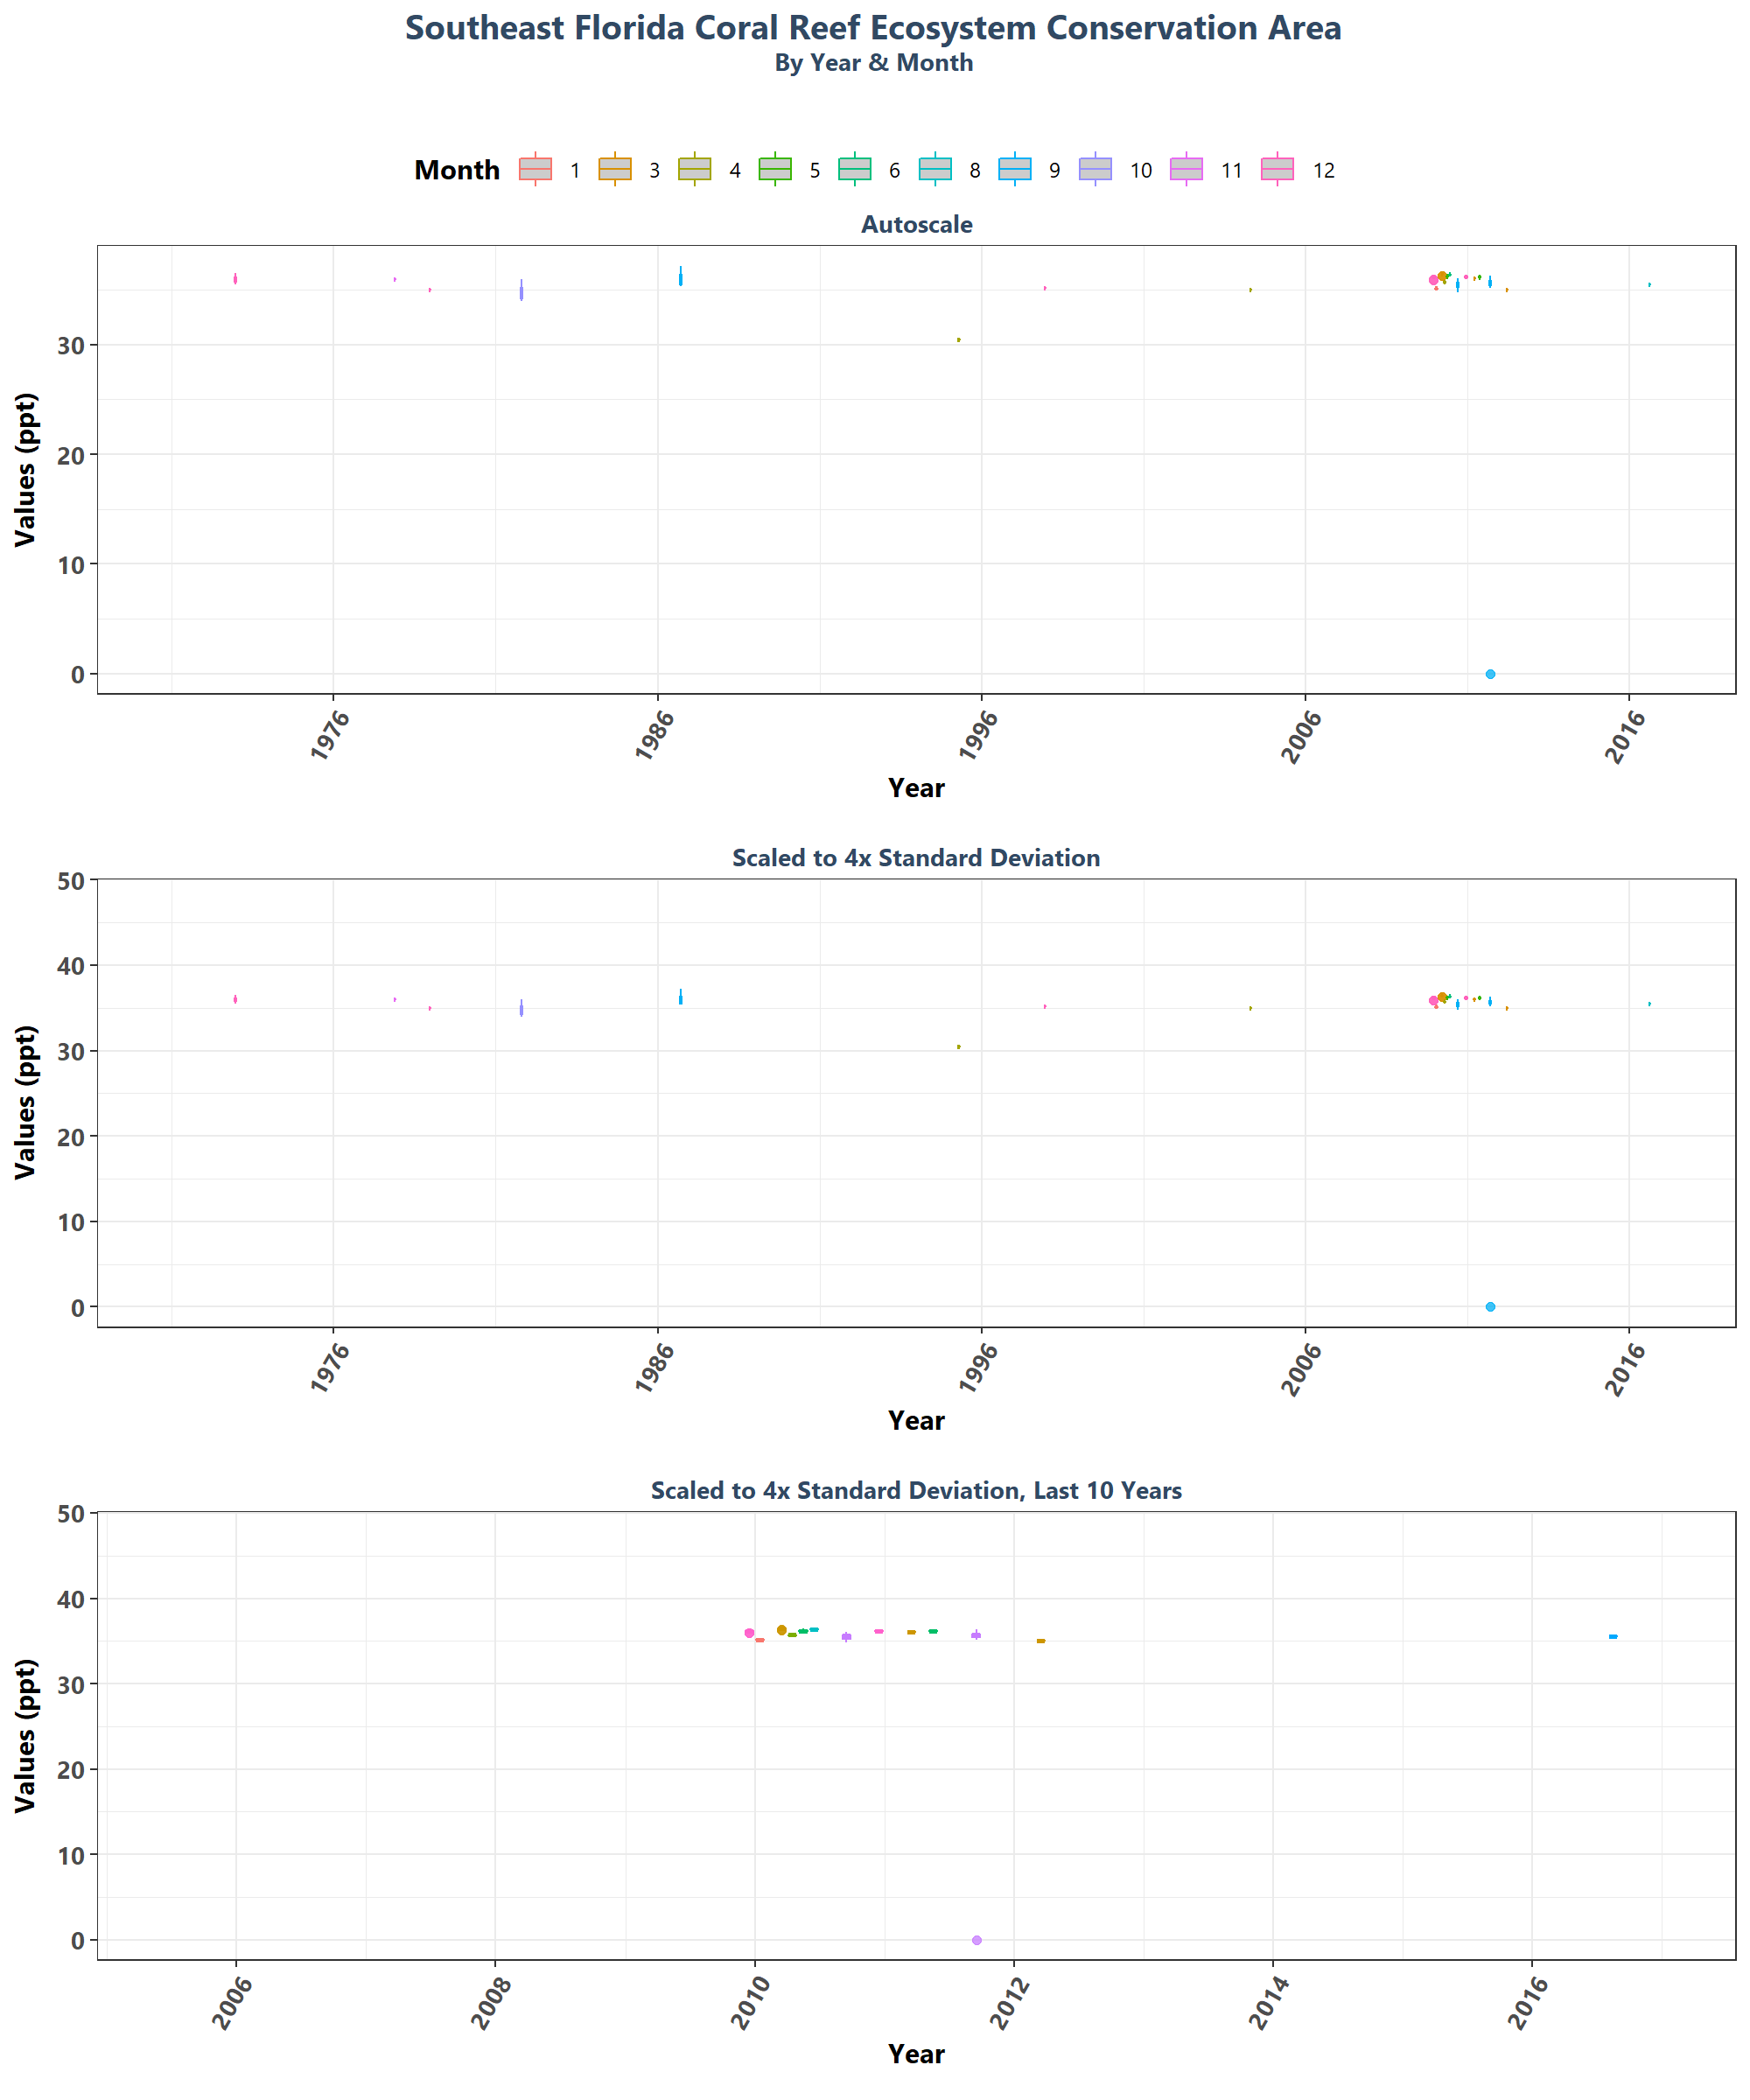 Southeast Florida Coral Reef Ecosystem Conservation Area
By Year & Month
Month 1 3 4 5 6 8 9 10 11 12
Autoscale
Values (ppt)
30
20
10
0
1976 1986 1996 2006 2016
Year
Scaled to 4x Standard Deviation
Values (ppt)
50
40
30
20
10
0
1976 1986 1996 2006 2016
Year
Scaled to 4x Standard Deviation, Last 10 Years
Values (ppt)
50
40
30
20
10
0
2006 2008 2010 2012 2014 2016
Year